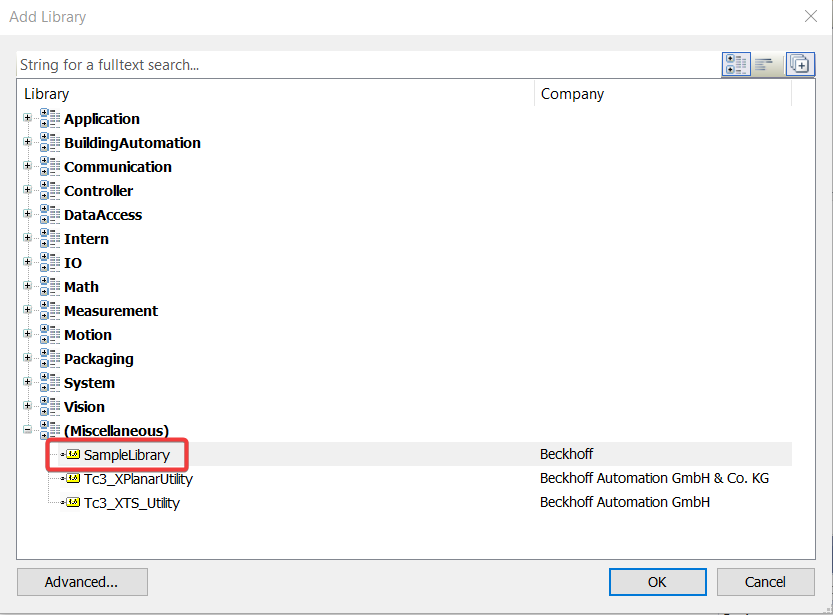 Add Library
String for a fulltext search...
Library Company
Application
BuildingAutomation
Communication
Controller
DataAccess
Intern
IO
Math
Measurement
Motion
Packaging
System
Vision
(Miscellaneous)
SampleLibrary Beckhoff
Tc3_XPlanarUtility Beckhoff Automation GmbH & Co. KG
Tc3_XTS_Utility Beckhoff Automation GmbH
Advanced... OK Cancel